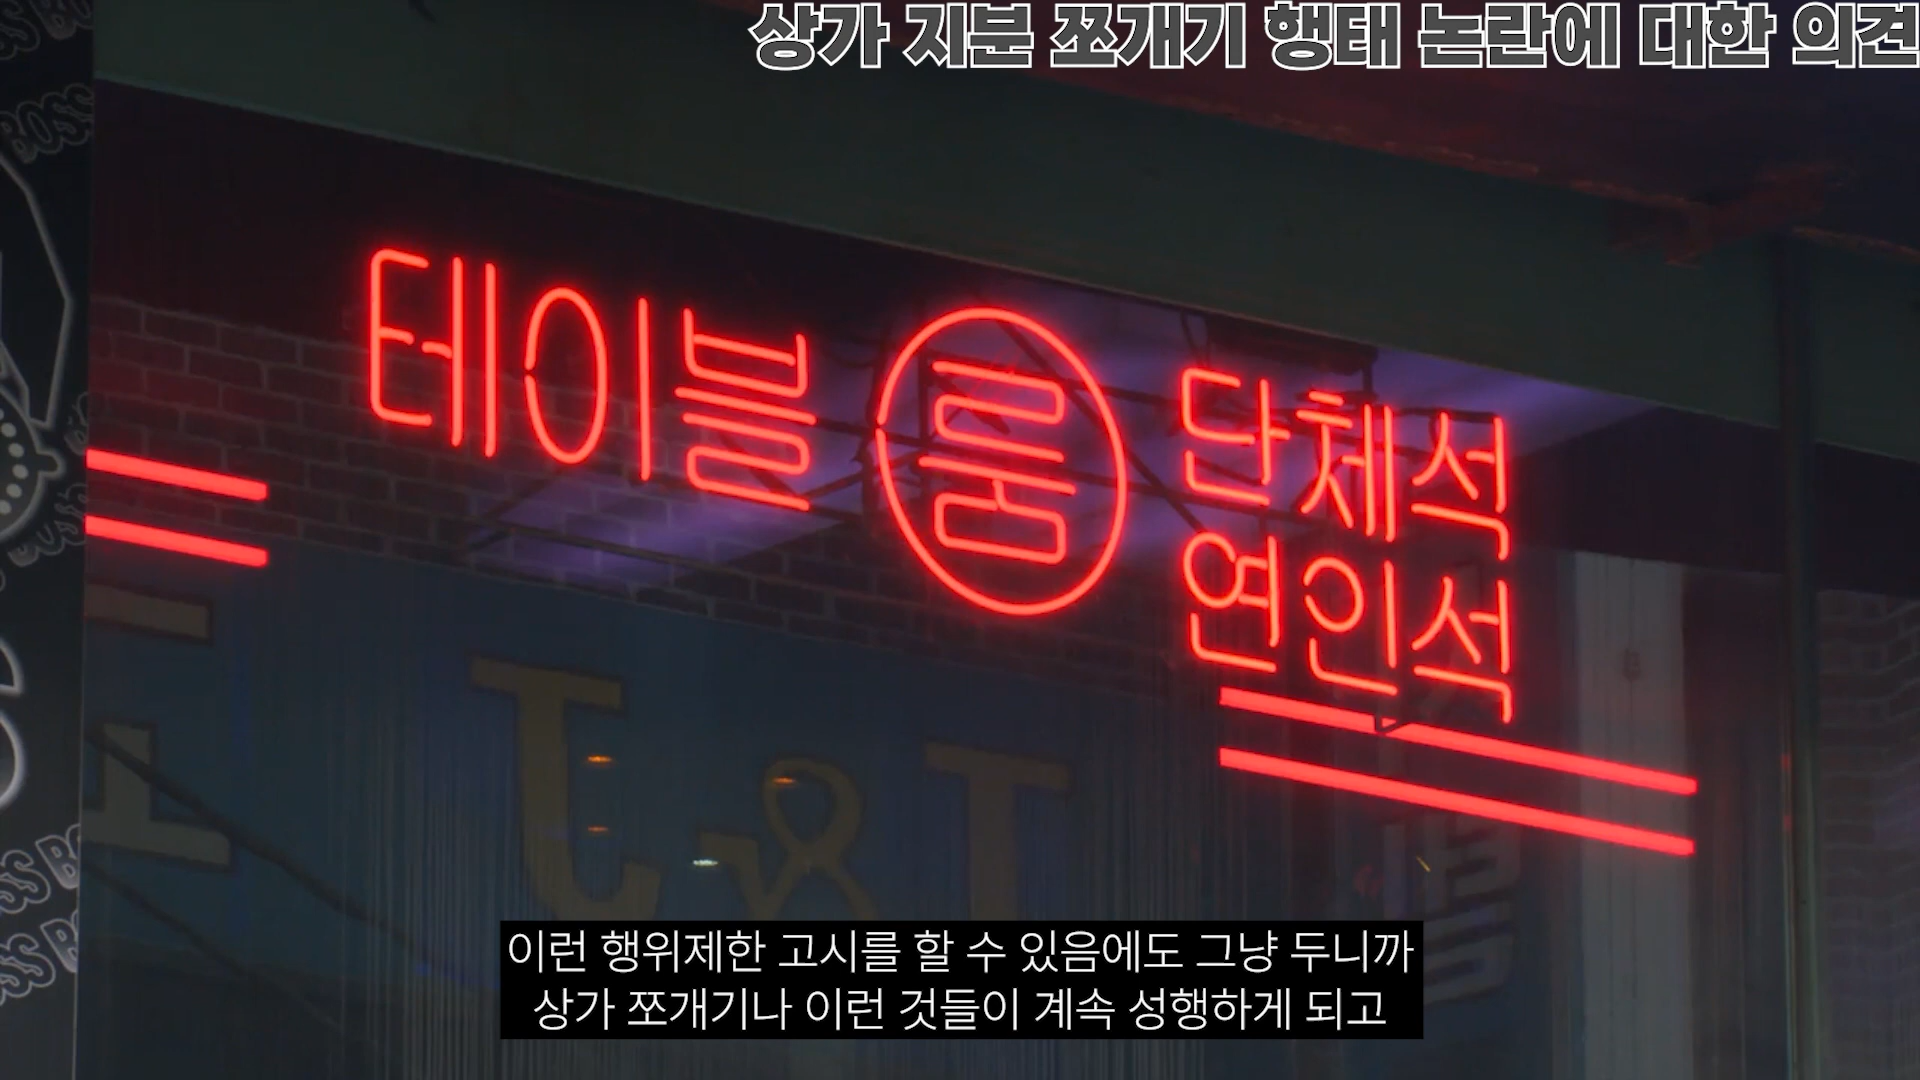 상가 지분 쪼개기 행태 논란에 대한 의견
테이블 룸 단체석
연인석
BOSS
이런 행위제한 고시를 할 수 있음에도 그냥 두니까
상가 쪼개기나 이런 것들이 계속 성행하게 되고